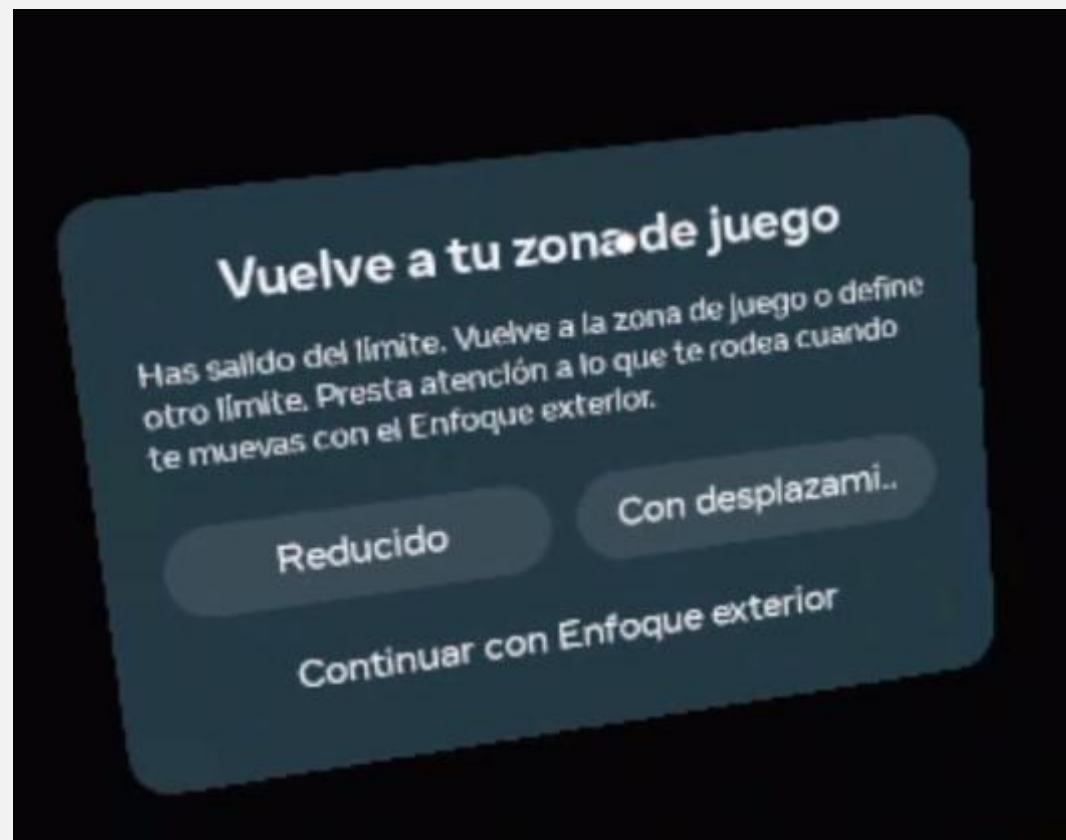 Vuelve a tu zona de juego
Has salido del límite. Vuelve a la zona de juego o define
otro límite. Presta atención a lo que te rodea cuando
te muevas con el Enfoque exterior.
Reducido
Con desplazami..
Continuar con Enfoque exterior